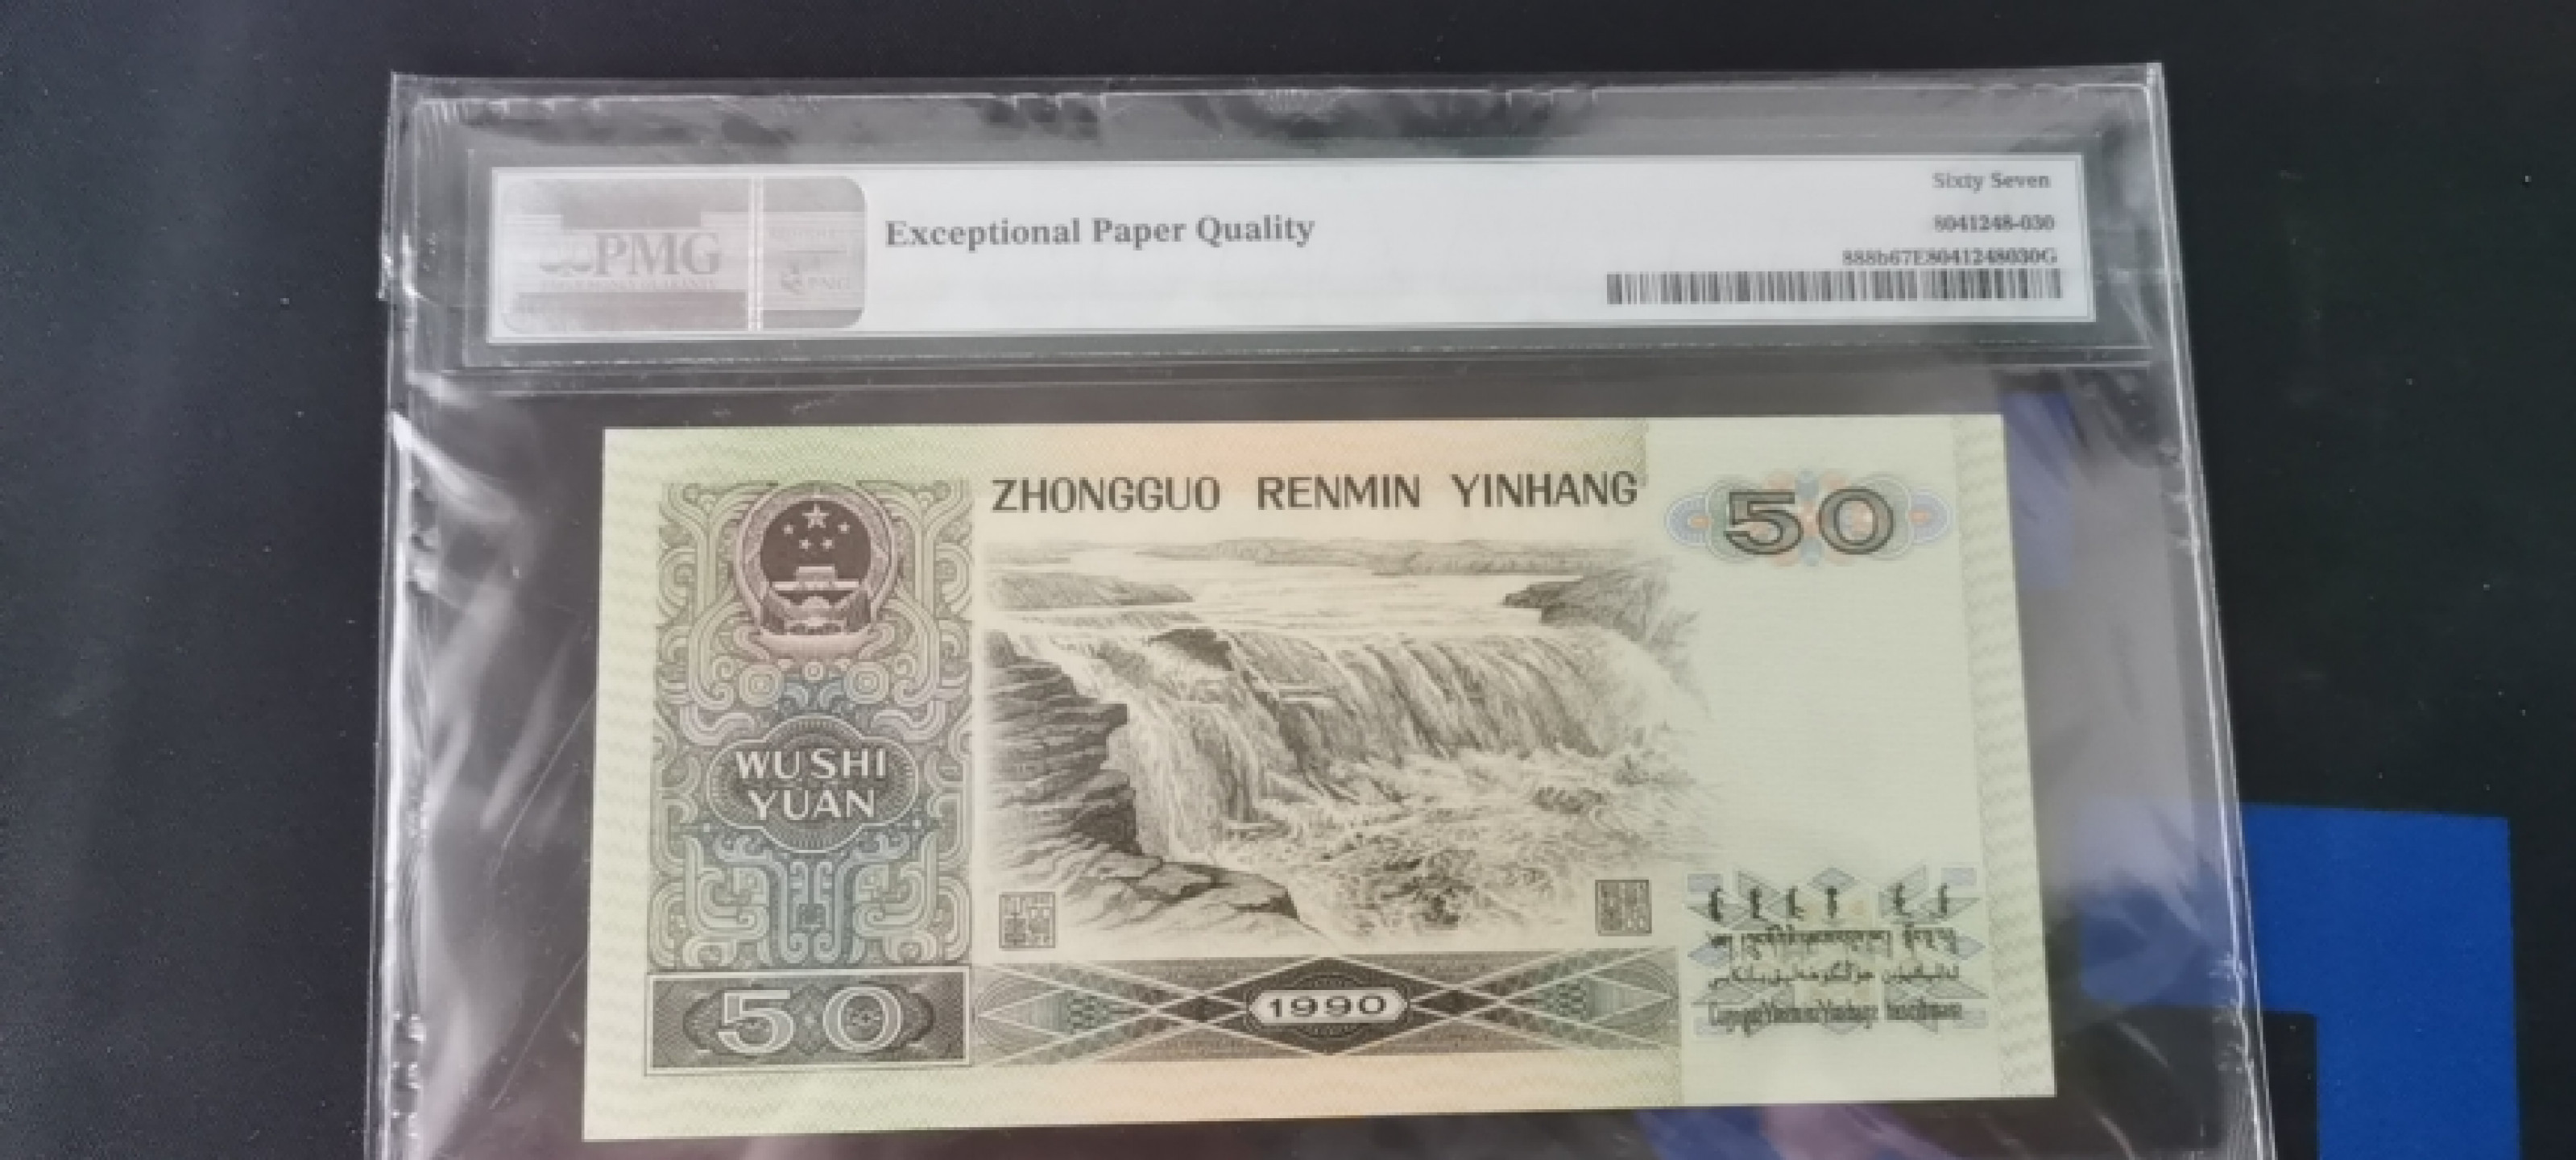 PMG
Exceptional Paper Quality
Sixty Seven
8041248-030
888b67E8041248030G
ZHONGGUO RENMIN YINHANG
50
WU SHI
YUAN
50
1990